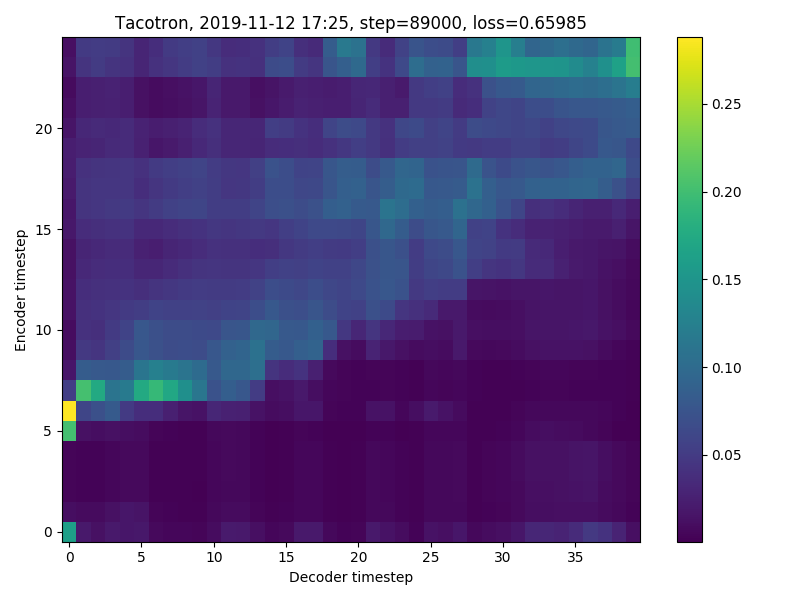 Tacotron, 2019-11-12 17:25, step=89000, loss=0.65985
Encoder timestep
20
15
10
5
0
0 5 10 15 20 25 30 35
Decoder timestep
0.25
0.20
0.15
0.10
0.05